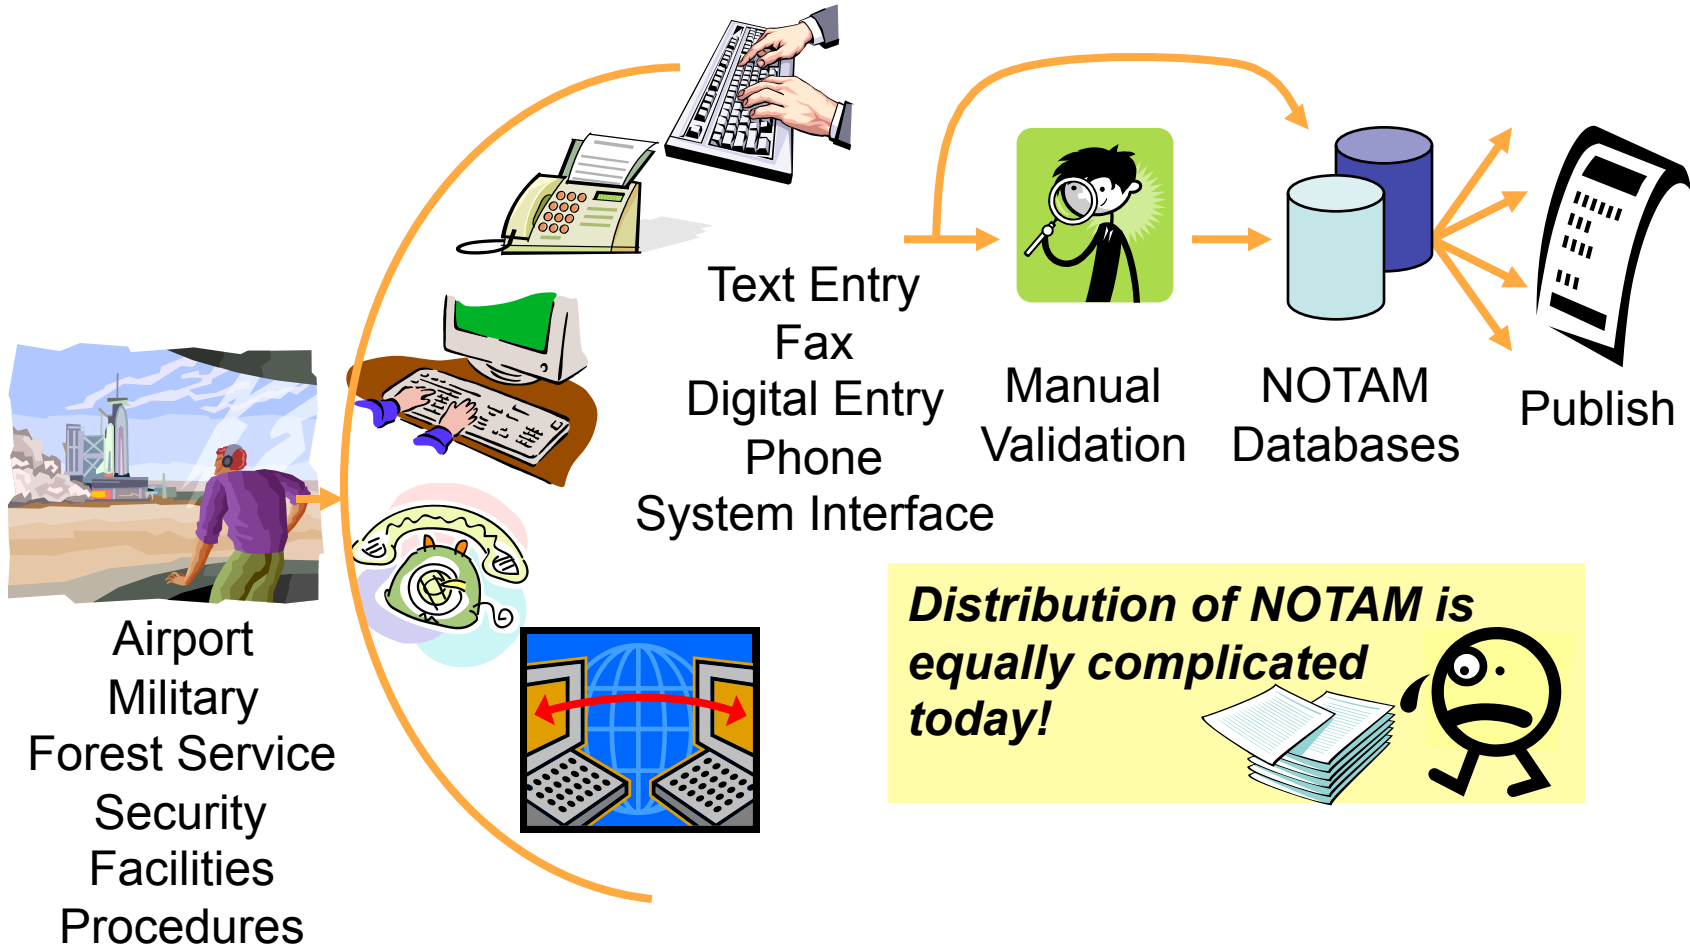 Airport
Military
Forest Service
Security
Facilities
Procedures
Text Entry
Fax
Digital Entry
Phone
System Interface
Manual
Validation
NOTAM
Databases
Publish
Distribution of NOTAM is
equally complicated
today!